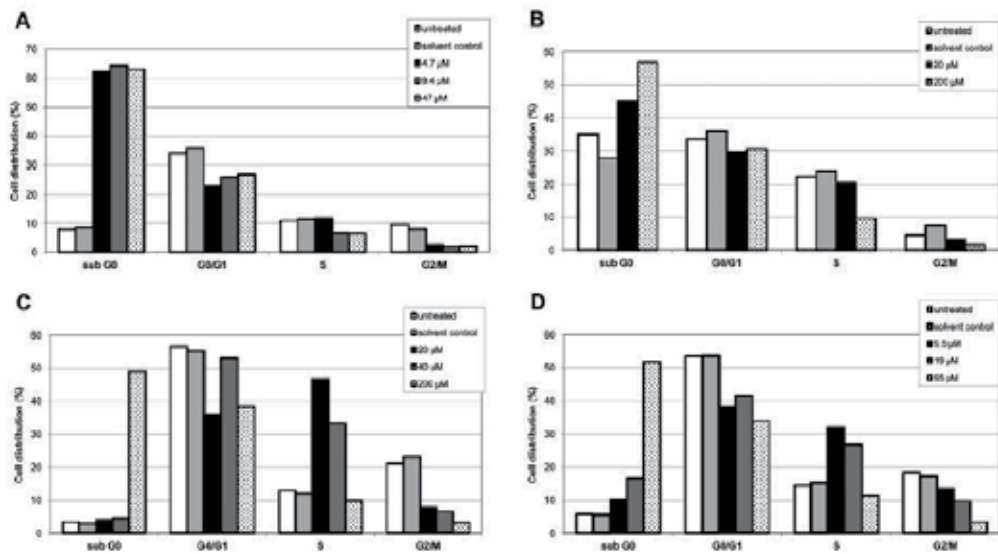 A
untreated
solvent control
4.7 µM
9.4 µM
47 µM
Cell distribution (%)
70
60
50
40
30
20
10
0
sub G0
G0/G1
S
G2/M
B
untreated
solvent control
20 µM
200 µM
Cell distribution (%)
60
50
40
30
20
10
0
sub G0
G0/G1
S
G2/M
C
untreated
solvent control
20 µM
40 µM
200 µM
Cell distribution (%)
60
50
40
30
20
10
0
sub G0
G0/G1
S
G2/M
D
untreated
solvent control
9.5 µM
19 µM
95 µM
Cell distribution (%)
60
50
40
30
20
10
0
sub G0
G0/G1
S
G2/M